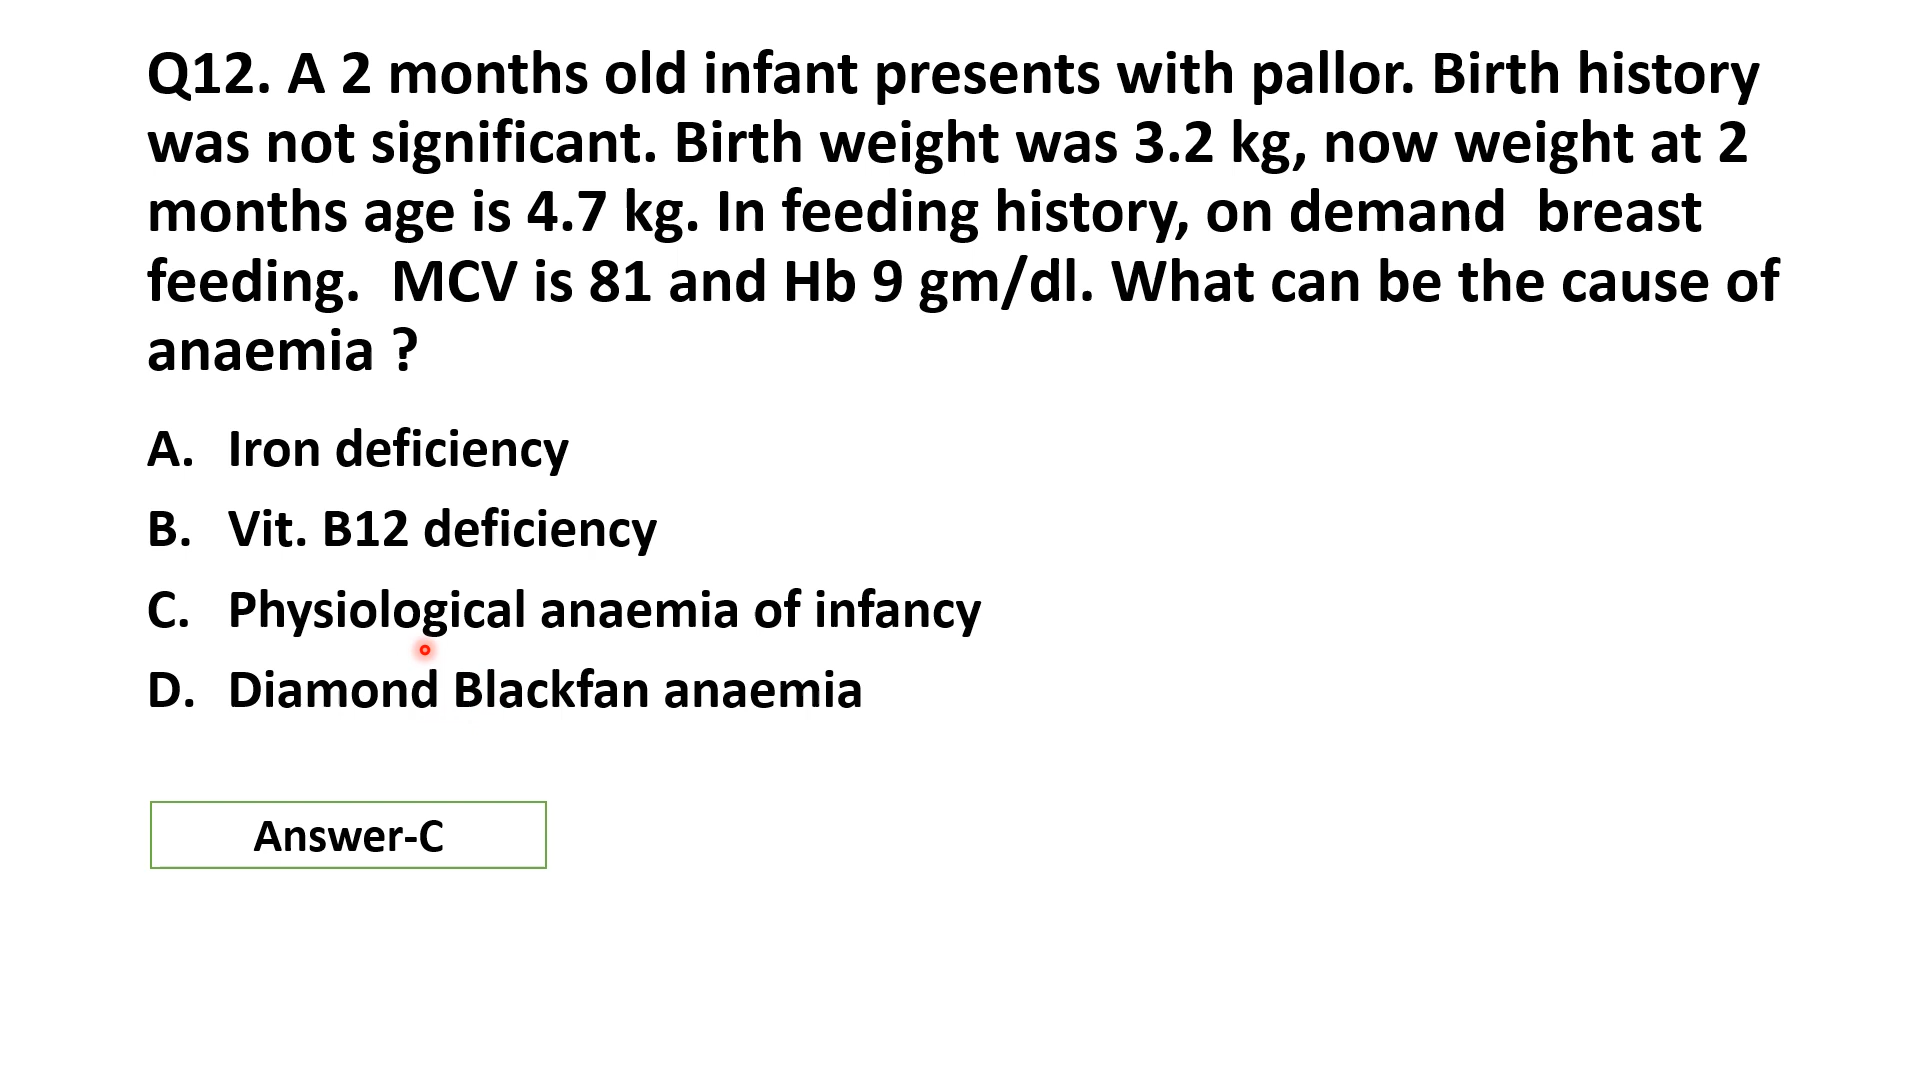 Q12. A 2 months old infant presents with pallor. Birth history
was not significant. Birth weight was 3.2 kg, now weight at 2
months age is 4.7 kg. In feeding history, on demand  breast
feeding.  MCV is 81 and Hb 9 gm/dl. What can be the cause of
anaemia ?
A. Iron deficiency
B. Vit. B12 deficiency
C. Physiological anaemia of infancy
D. Diamond Blackfan anaemia
Answer-C